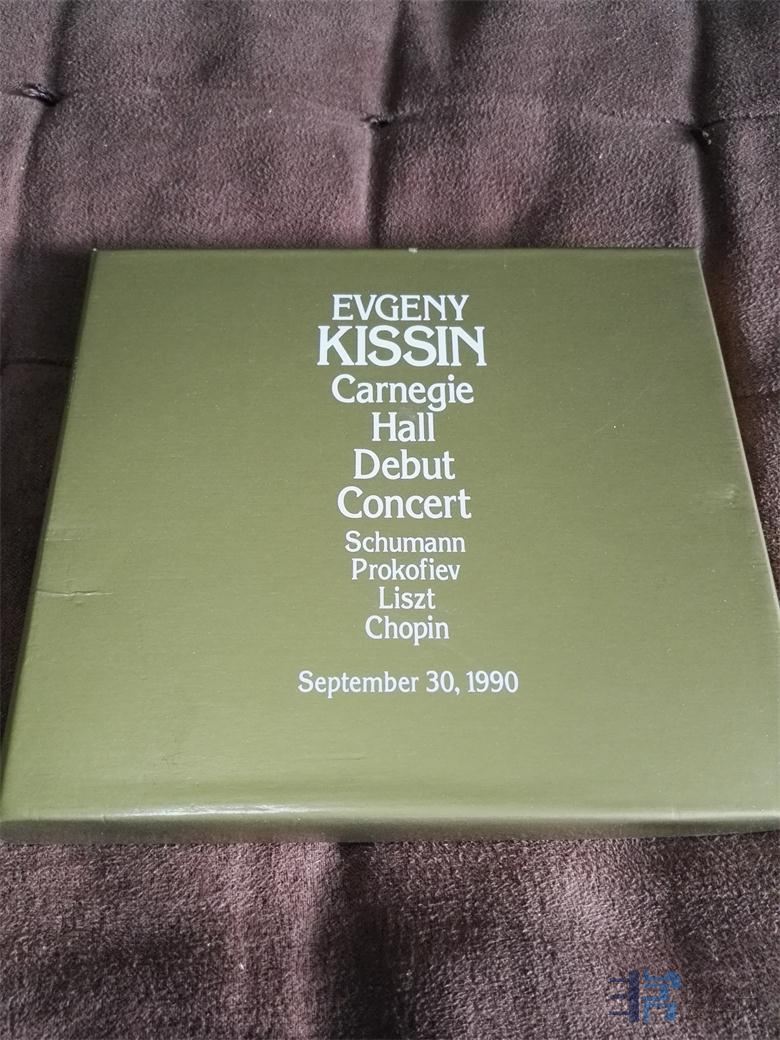 EVGENY
KISSIN
Carnegie
Hall
Debut
Concert
Schumann
Prokofiev
Liszt
Chopin
September 30, 1990